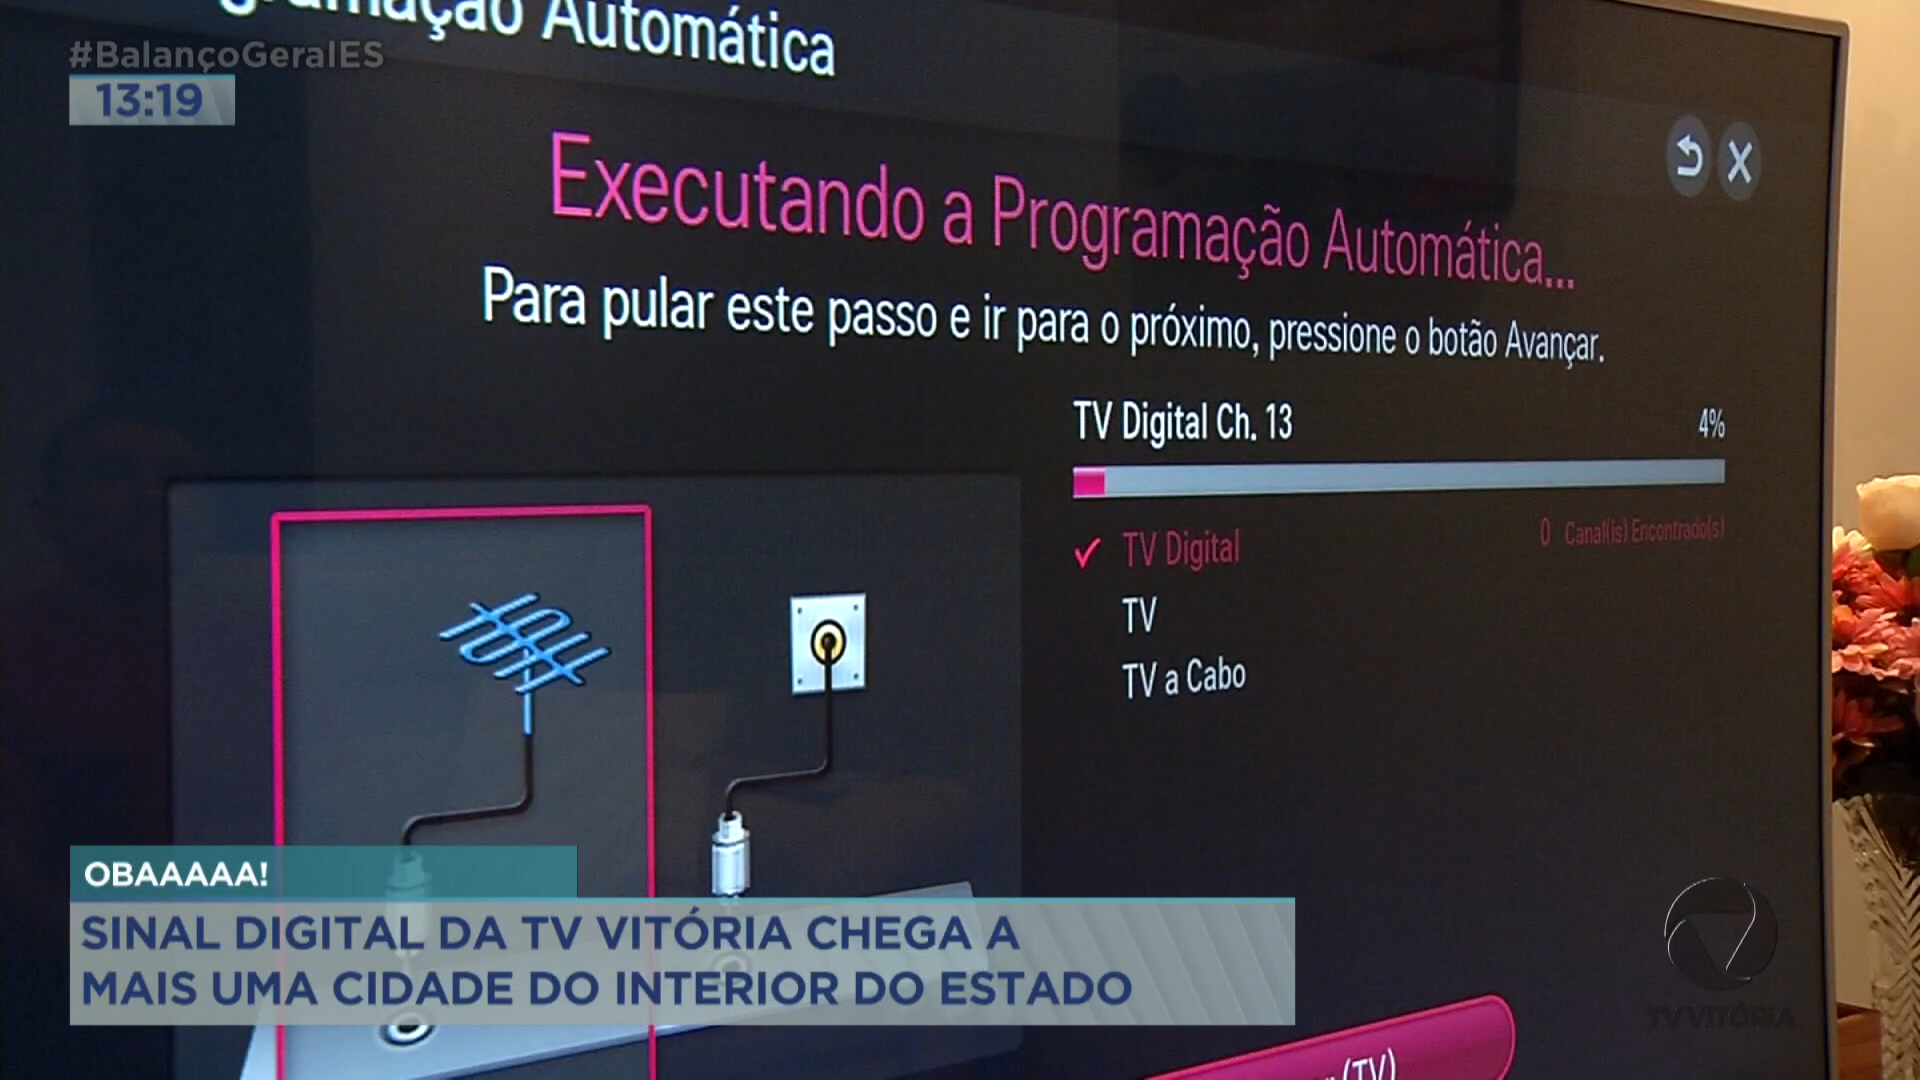 Automática
#BalançoGeralES
13:19
Executando a Programação Automática...
Para pular este passo e ir para o próximo, pressione o botão Avançar.
TV Digital Ch. 13
4%
TV Digital
0 Canal(is) Encontrado(s)
TV
TV a Cabo
OBAAAAA!
SINAL DIGITAL DA TV VITÓRIA CHEGA A
MAIS UMA CIDADE DO INTERIOR DO ESTADO
TV VITÓRIA
(TV)